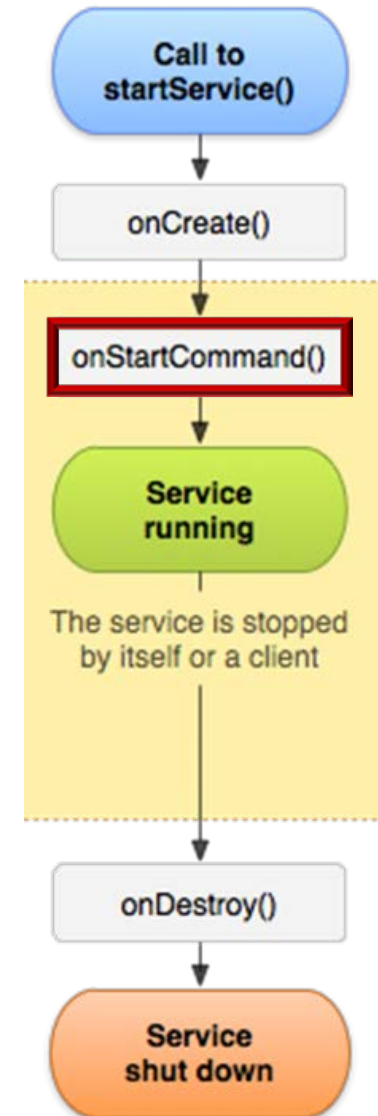 Call to
startService()
onCreate()
onStartCommand()
Service
running
The service is stopped
by itself or a client
onDestroy()
Service
shut down